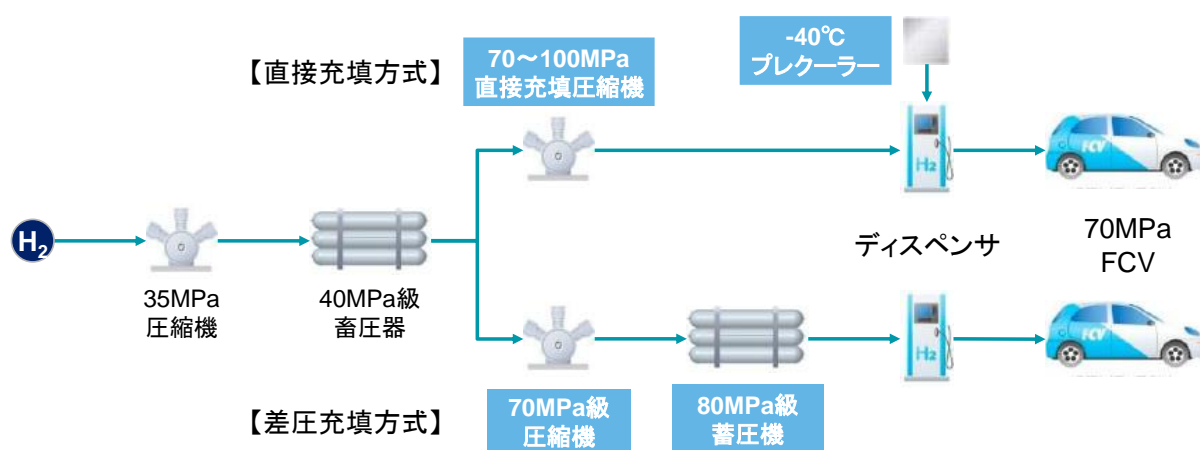 【直接充填方式】
70～100MPa
直接充填圧縮機
-40℃
プレクーラー
H2
FCV
H₂
35MPa
圧縮機
40MPa級
畜圧器
ディスペンサ
70MPa
FCV
H2
FCV
【差圧充填方式】
70MPa級
圧縮機
80MPa級
蓄圧機